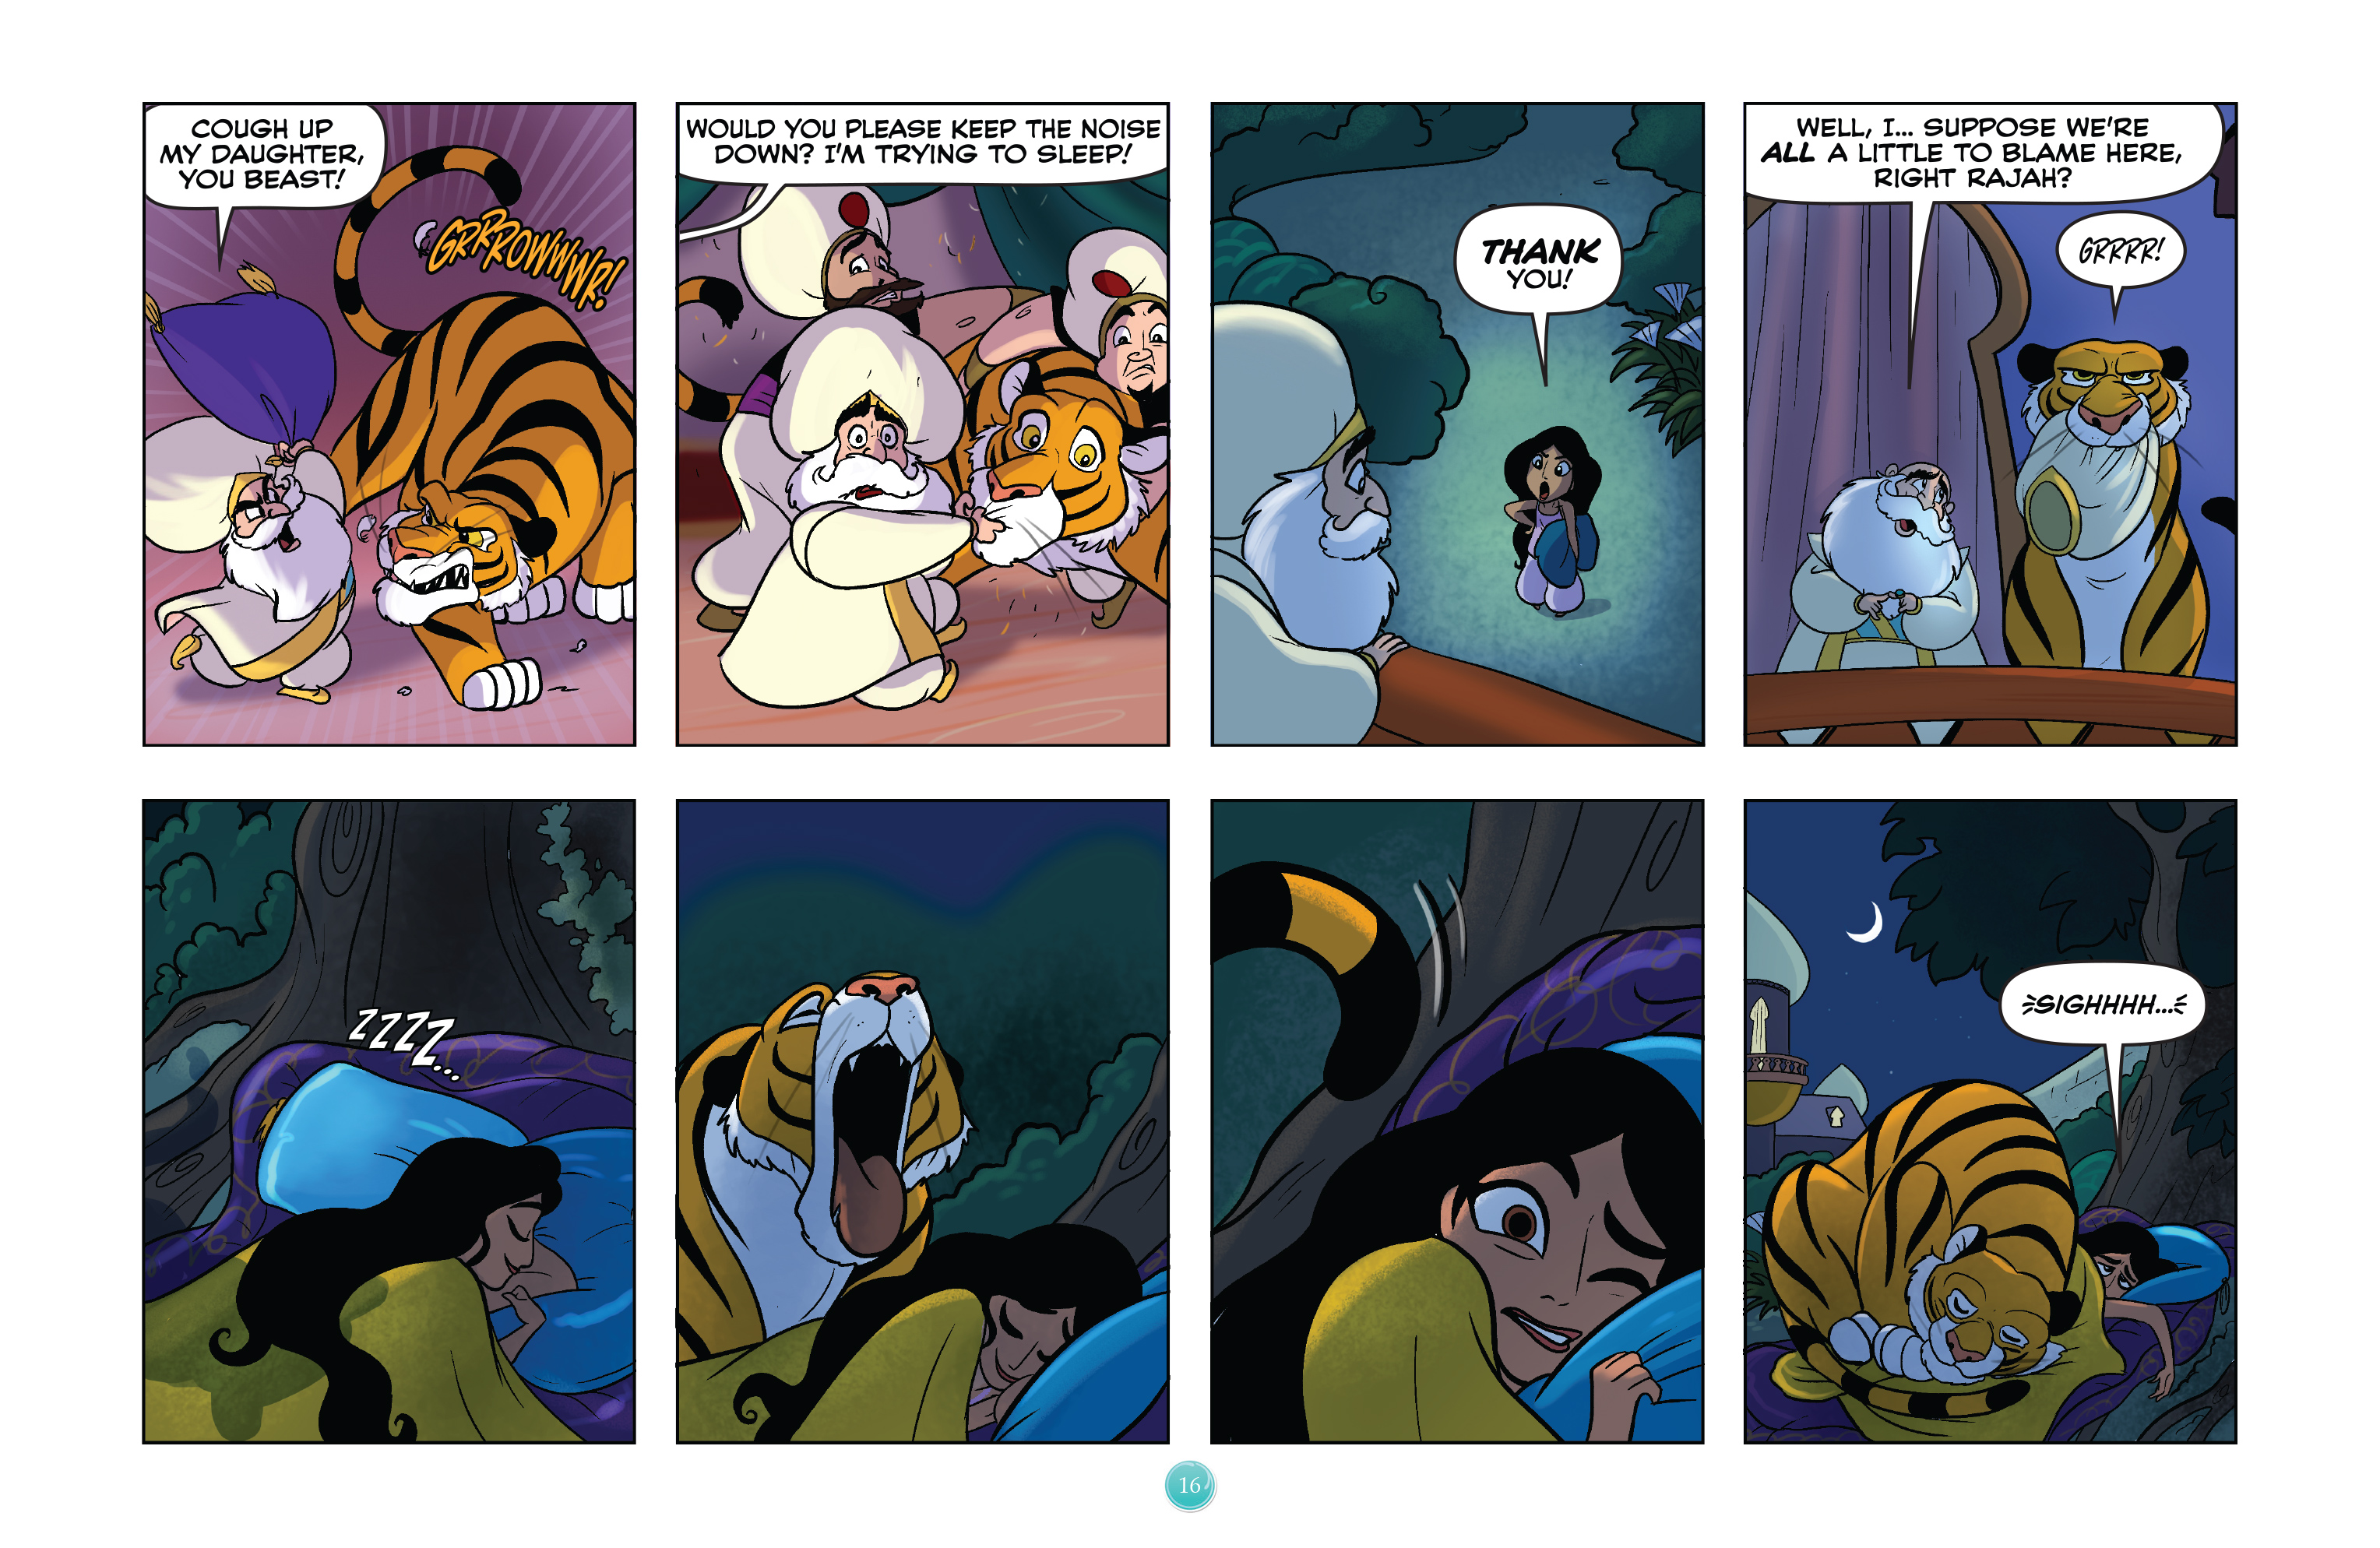 COUGH UP
MY DAUGHTER,
YOU BEAST!
GRRROWWWR!
WOULD YOU PLEASE KEEP THE NOISE
DOWN? I'M TRYING TO SLEEP!
THANK
YOU!
WELL, I... SUPPOSE WE'RE
ALL A LITTLE TO BLAME HERE,
RIGHT RAJAH?
GRRRR!
ZZZZ...
SIGHHHH...
16